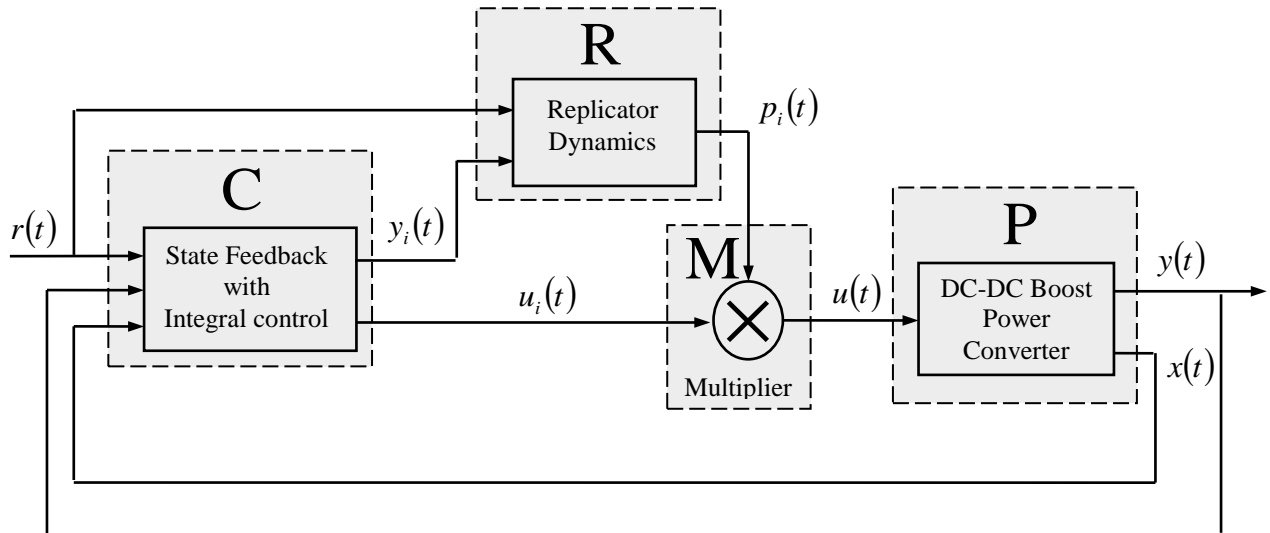 R
Replicator
Dynamics
p_i(t)
C
r(t)
State Feedback
with
Integral control
y_i(t)
u_i(t)
M
Multiplier
u(t)
P
DC-DC Boost
Power
Converter
y(t)
x(t)